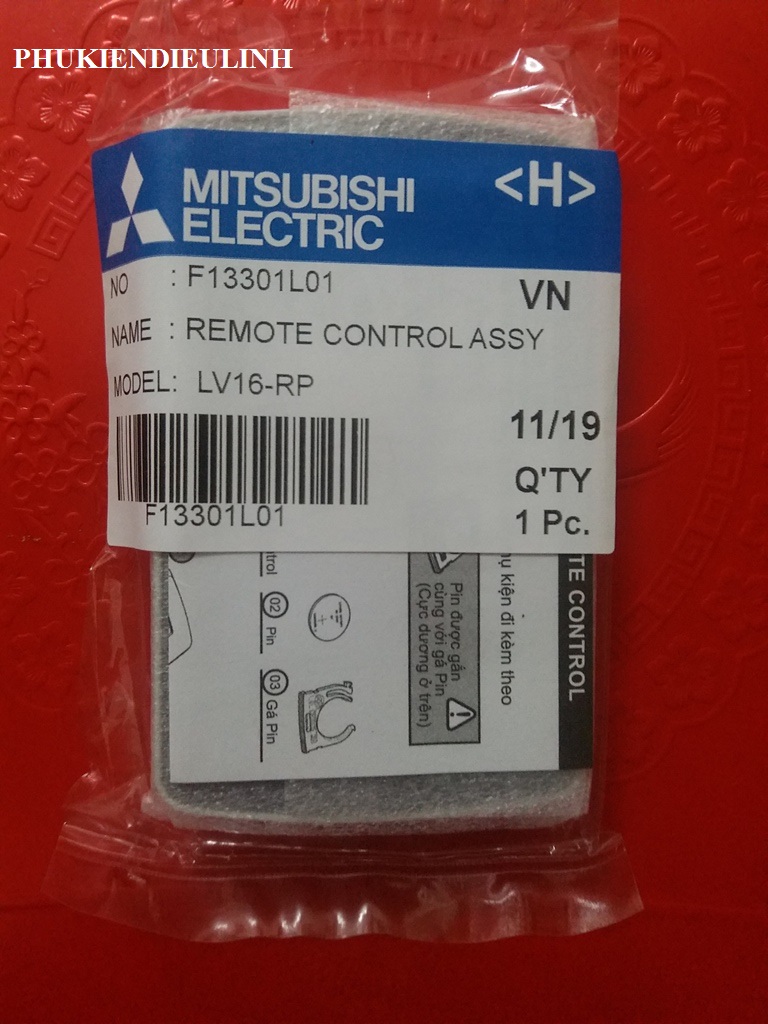 PHUKIENDIEULINH
MITSUBISHI
ELECTRIC
<H>
NO : F13301L01
VN
NAME : REMOTE CONTROL ASSY
MODEL: LV16-RP
11/19
F13301L01
Q'TY
1 Pc.
TE CONTROL
kiện đi kèm theo
Pin được gắn
cùng với gá Pin
(Cực dương ở trên)
trol
02 Pin
03 Gá Pin